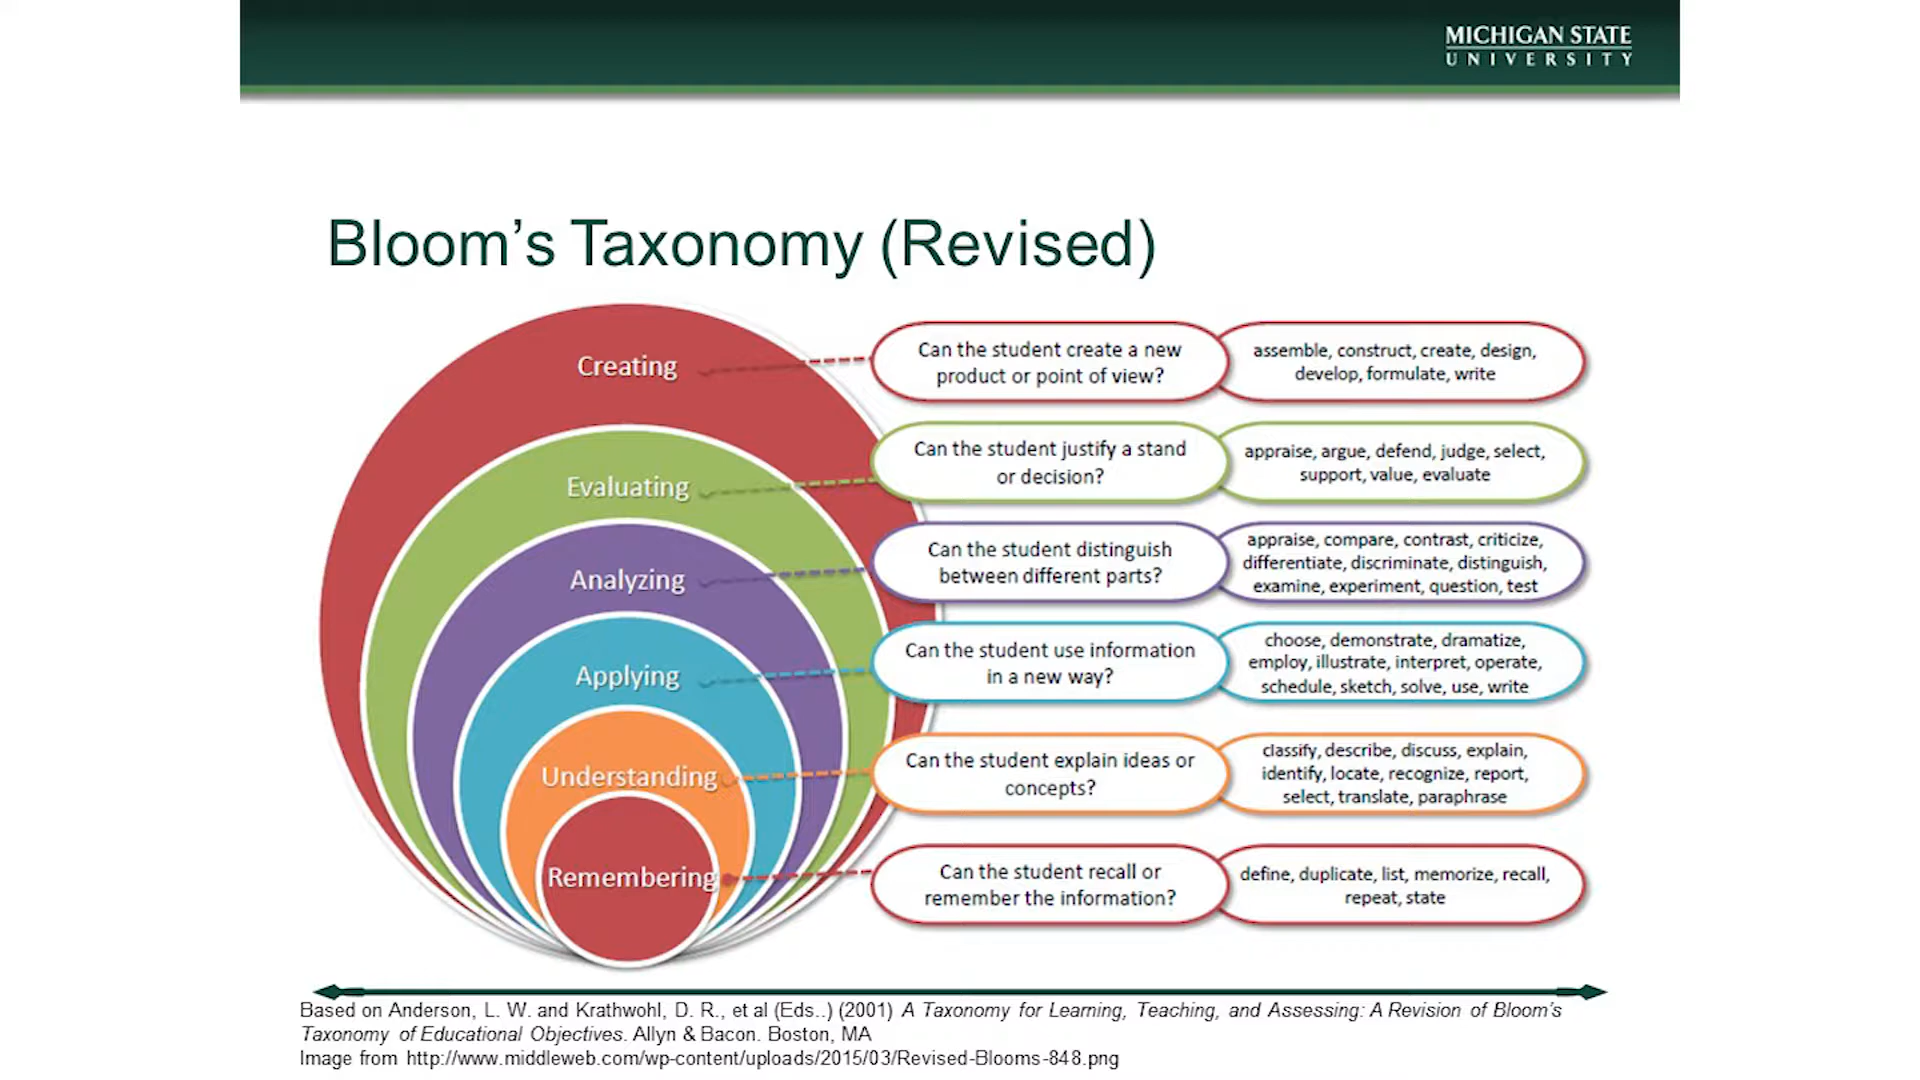 MICHIGAN STATE
UNIVERSITY
Bloom's Taxonomy (Revised)
Creating
Can the student create a new
product or point of view?
assemble, construct, create, design,
develop, formulate, write
Evaluating
Can the student justify a stand
or decision?
appraise, argue, defend, judge, select,
support, value, evaluate
Analyzing
Can the student distinguish
between different parts?
appraise, compare, contrast, criticize,
differentiate, discriminate, distinguish,
examine, experiment, question, test
Applying
Can the student use information
in a new way?
choose, demonstrate, dramatize,
employ, illustrate, interpret, operate,
schedule, sketch, solve, use, write
Understanding
Can the student explain ideas or
concepts?
classify, describe, discuss, explain,
identify, locate, recognize, report,
select, translate, paraphrase
Remembering
Can the student recall or
remember the information?
define, duplicate, list, memorize, recall,
repeat, state
Based on Anderson, L. W. and Krathwohl, D. R., et al (Eds..) (2001) A Taxonomy for Learning, Teaching, and Assessing: A Revision of Bloom's
Taxonomy of Educational Objectives. Allyn & Bacon. Boston, MA
Image from http://www.middleweb.com/wp-content/uploads/2015/03/Revised-Blooms-848.png